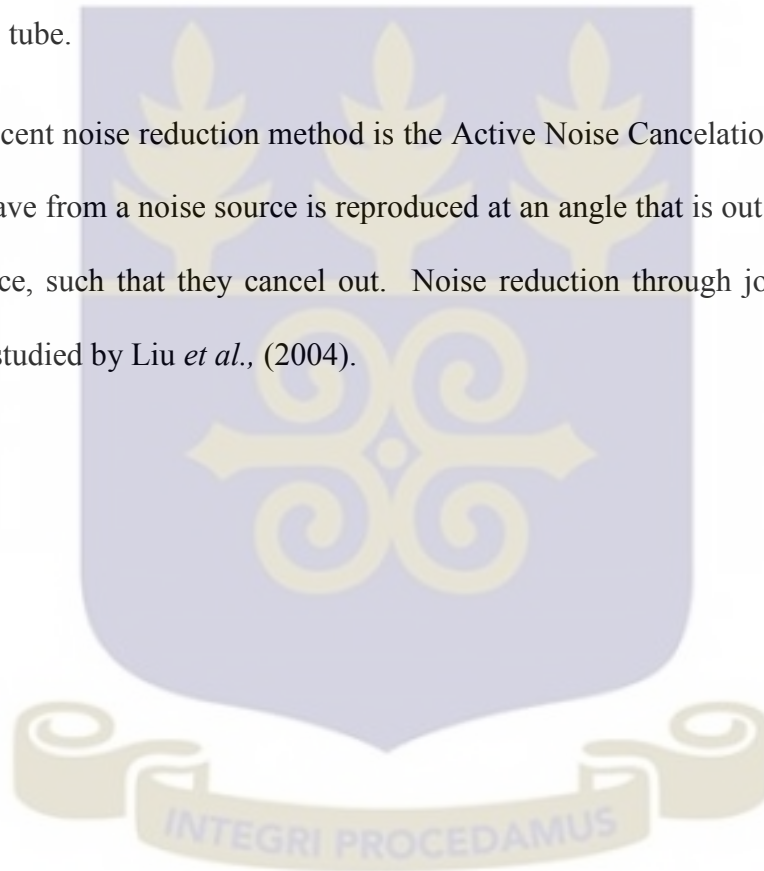 tube.
cent noise reduction method is the Active Noise Cancelatio
ave from a noise source is reproduced at an angle that is out
ce, such that they cancel out. Noise reduction through jo
studied by Liu et al., (2004).
INTEGRI PROCEDAMUS